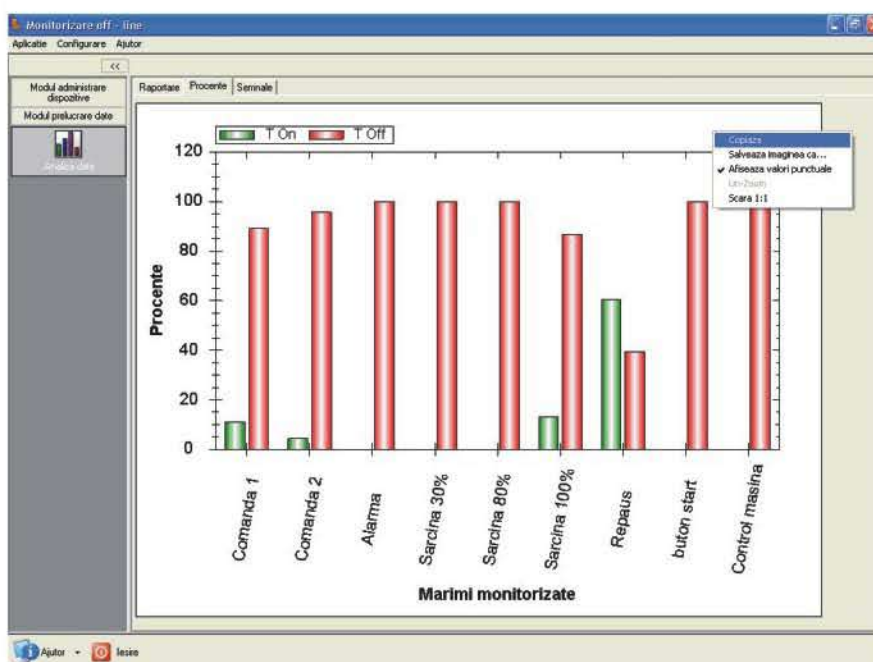 Monitorizare off - line
Aplicatie Configurare Ajutor
<<
Modul administrare
dispozitive
Modul prelucrare date
Analiza date
Raportare Procente Semnale
T On T Off
Copiaza
Salveaza imaginea ca...
Afiseaza valori punctuale
Un-Zoom
Scara 1:1
120
100
80
60
40
20
0
Procente
Comanda 1
Comanda 2
Alarma
Sarcina 30%
Sarcina 80%
Sarcina 100%
Repaus
buton start
Control masina
Marimi monitorizate
Ajutor Iesire